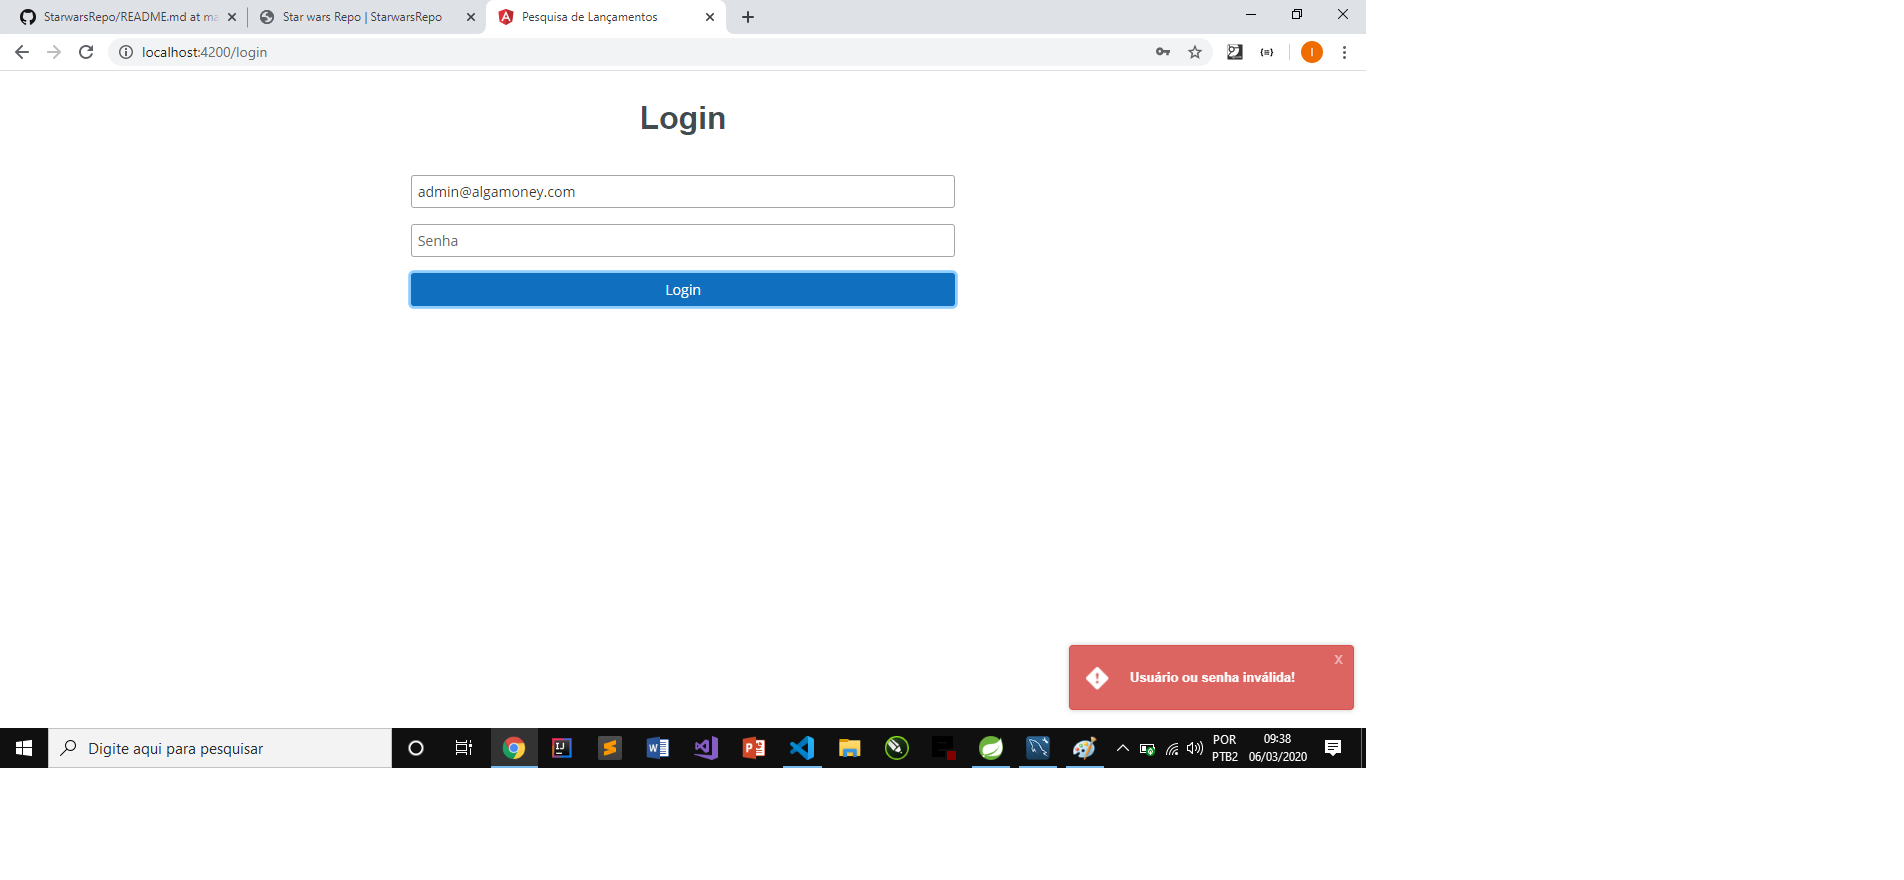 StarwarsRepo/README.md at ma
Star wars Repo | StarwarsRepo
Pesquisa de Lançamentos
localhost:4200/login
I
Login
admin@algamoney.com
Senha
Login
x
Usuário ou senha inválida!
Digite aqui para pesquisar
POR
PTB2
09:38
06/03/2020